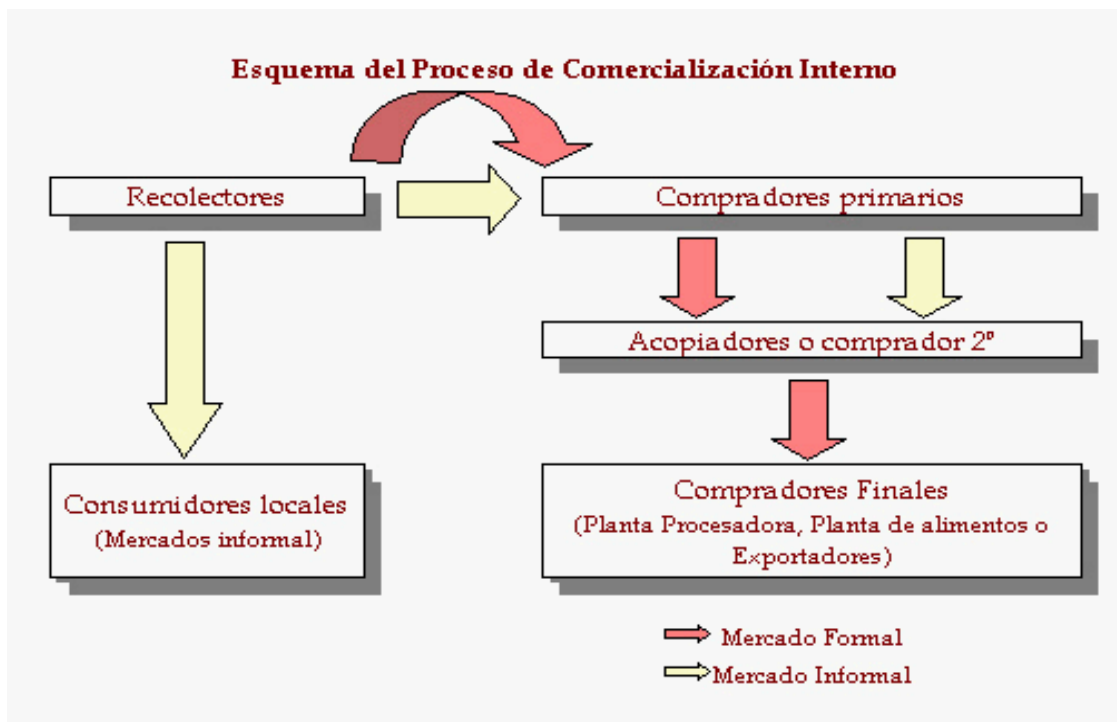 Esquema del Proceso de Comercialización Interno
Recolectores
Compradores primarios
Acopiadores o comprador 2º
Consumidores locales
(Mercados informal)
Compradores Finales
(Planta Procesadora, Planta de alimentos o
Exportadores)
Mercado Formal
Mercado Informal